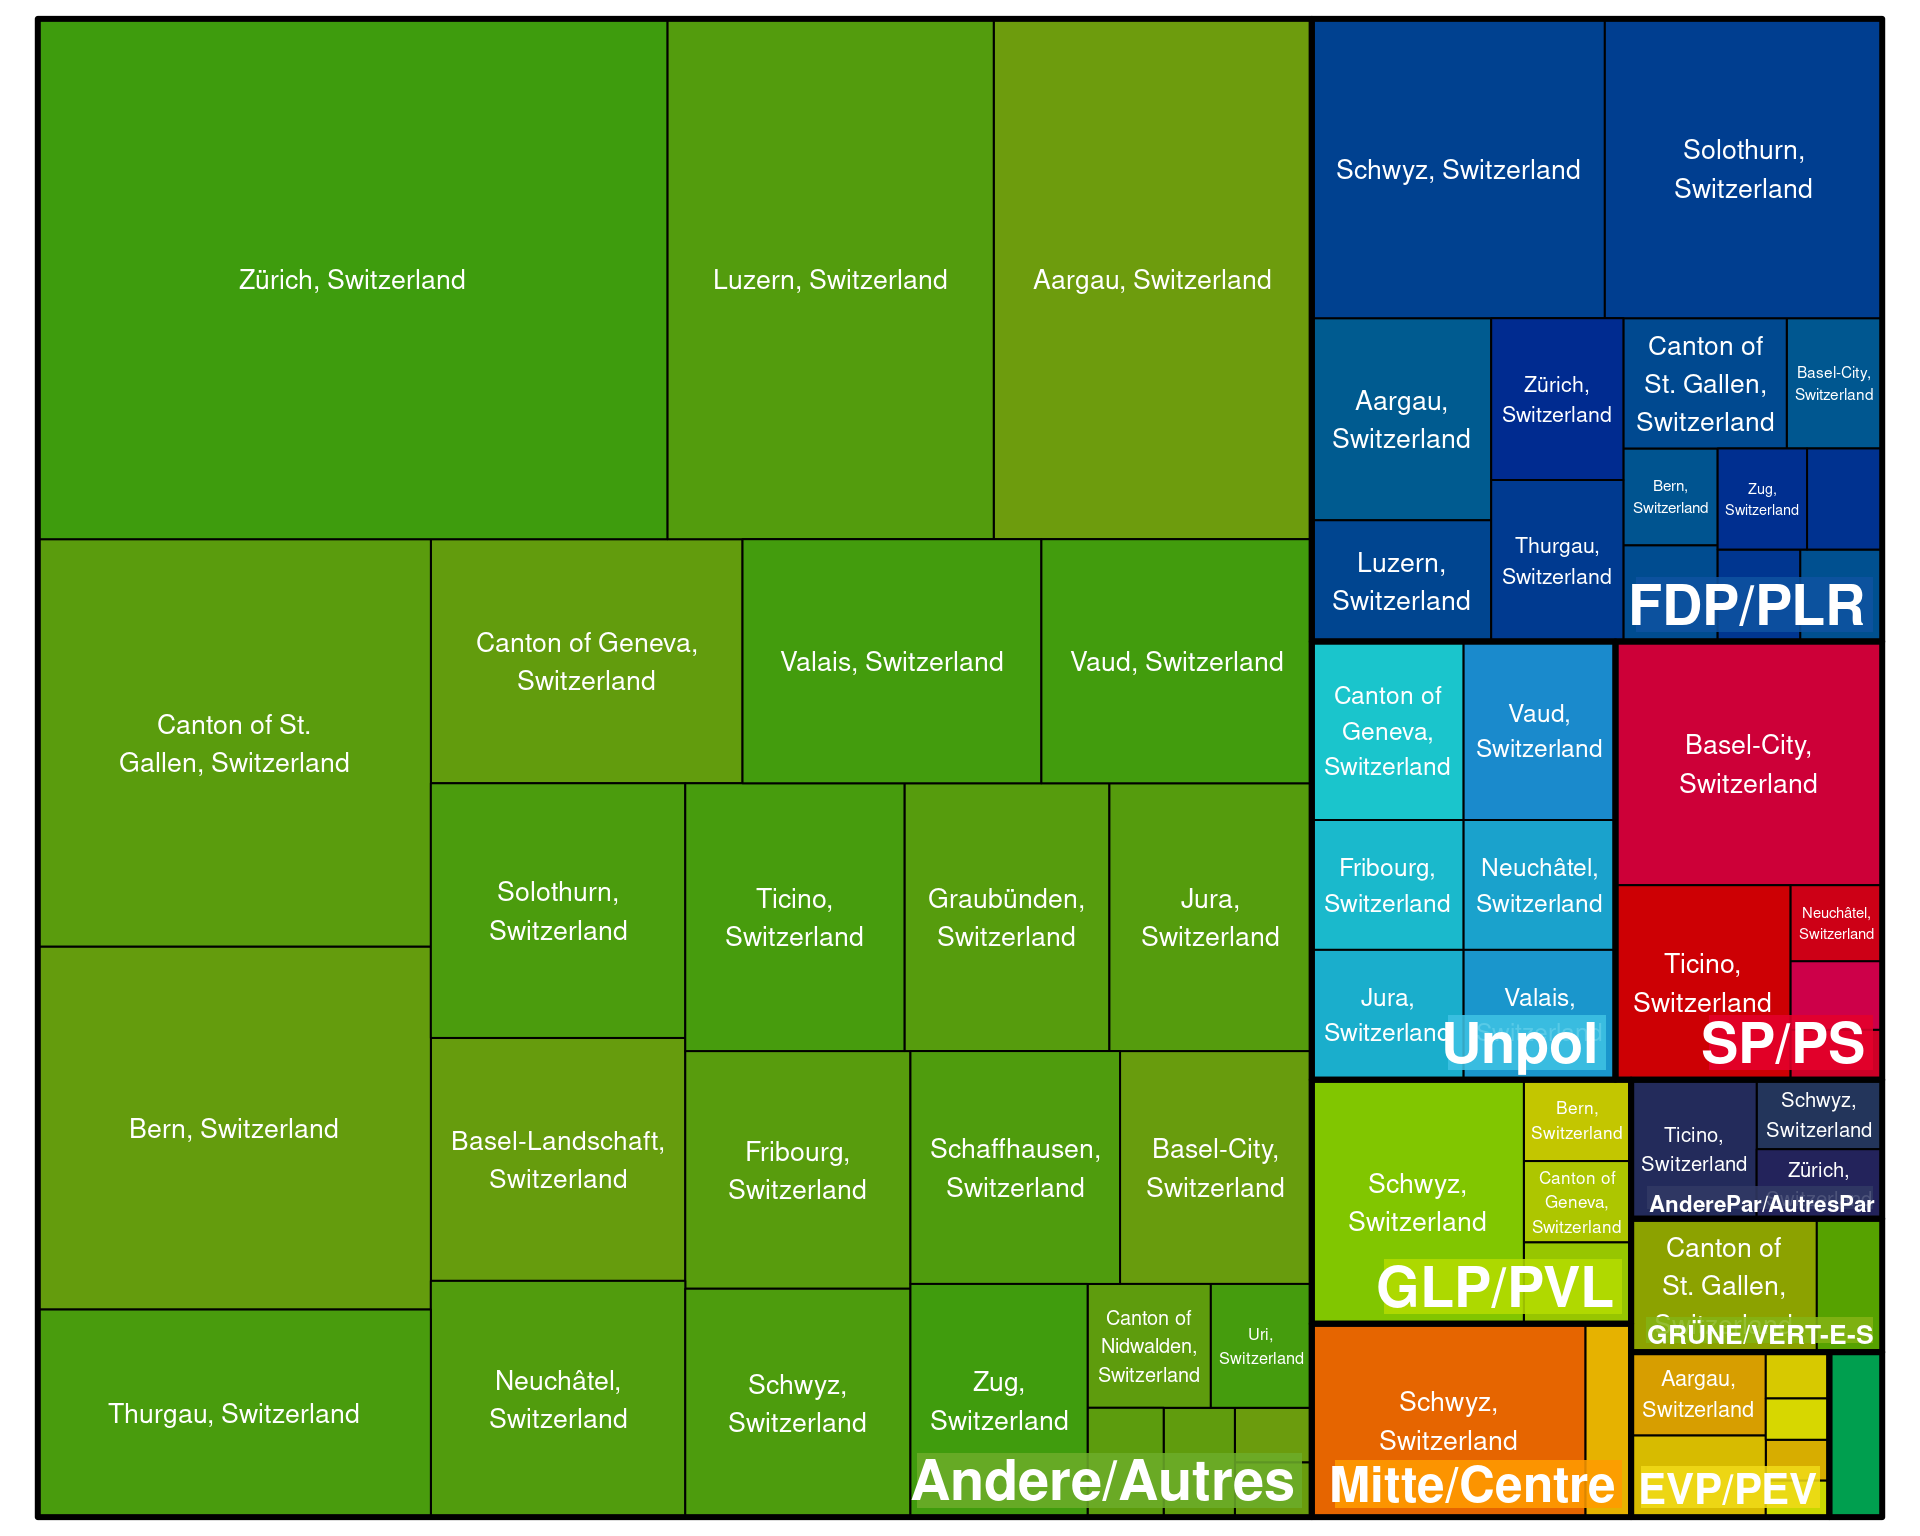 Zürich, Switzerland
Luzern, Switzerland
Aargau, Switzerland
Canton of St.
Gallen, Switzerland
Canton of Geneva,
Switzerland
Valais, Switzerland
Vaud, Switzerland
Solothurn,
Switzerland
Ticino,
Switzerland
Graubünden,
Switzerland
Jura,
Switzerland
Bern, Switzerland
Basel-Landschaft,
Switzerland
Fribourg,
Switzerland
Schaffhausen,
Switzerland
Basel-City,
Switzerland
Thurgau, Switzerland
Neuchâtel,
Switzerland
Schwyz,
Switzerland
Zug,
Switzerland
Canton of
Nidwalden,
Switzerland
Uri,
Switzerland
Andere/Autres
Schwyz, Switzerland
Solothurn,
Switzerland
Aargau,
Switzerland
Zürich,
Switzerland
Canton of
St. Gallen,
Switzerland
Basel-City,
Switzerland
Luzern,
Switzerland
Thurgau,
Switzerland
Bern,
Switzerland
Zug,
Switzerland
FDP/PLR
Canton of
Geneva,
Switzerland
Vaud,
Switzerland
Fribourg,
Switzerland
Neuchâtel,
Switzerland
Jura,
Switzerland
Valais,
Switzerland
Unpol
Basel-City,
Switzerland
Ticino,
Switzerland
Neuchâtel,
Switzerland
SP/PS
Schwyz,
Switzerland
Bern,
Switzerland
Canton of
Geneva,
Switzerland
GLP/PVL
Ticino,
Switzerland
Schwyz,
Switzerland
Zürich,
Switzerland
AnderePar/AutresPar
Canton of
St. Gallen,
Switzerland
GRÜNE/VERT-E-S
Schwyz,
Switzerland
Mitte/Centre
Aargau,
Switzerland
EVP/PEV